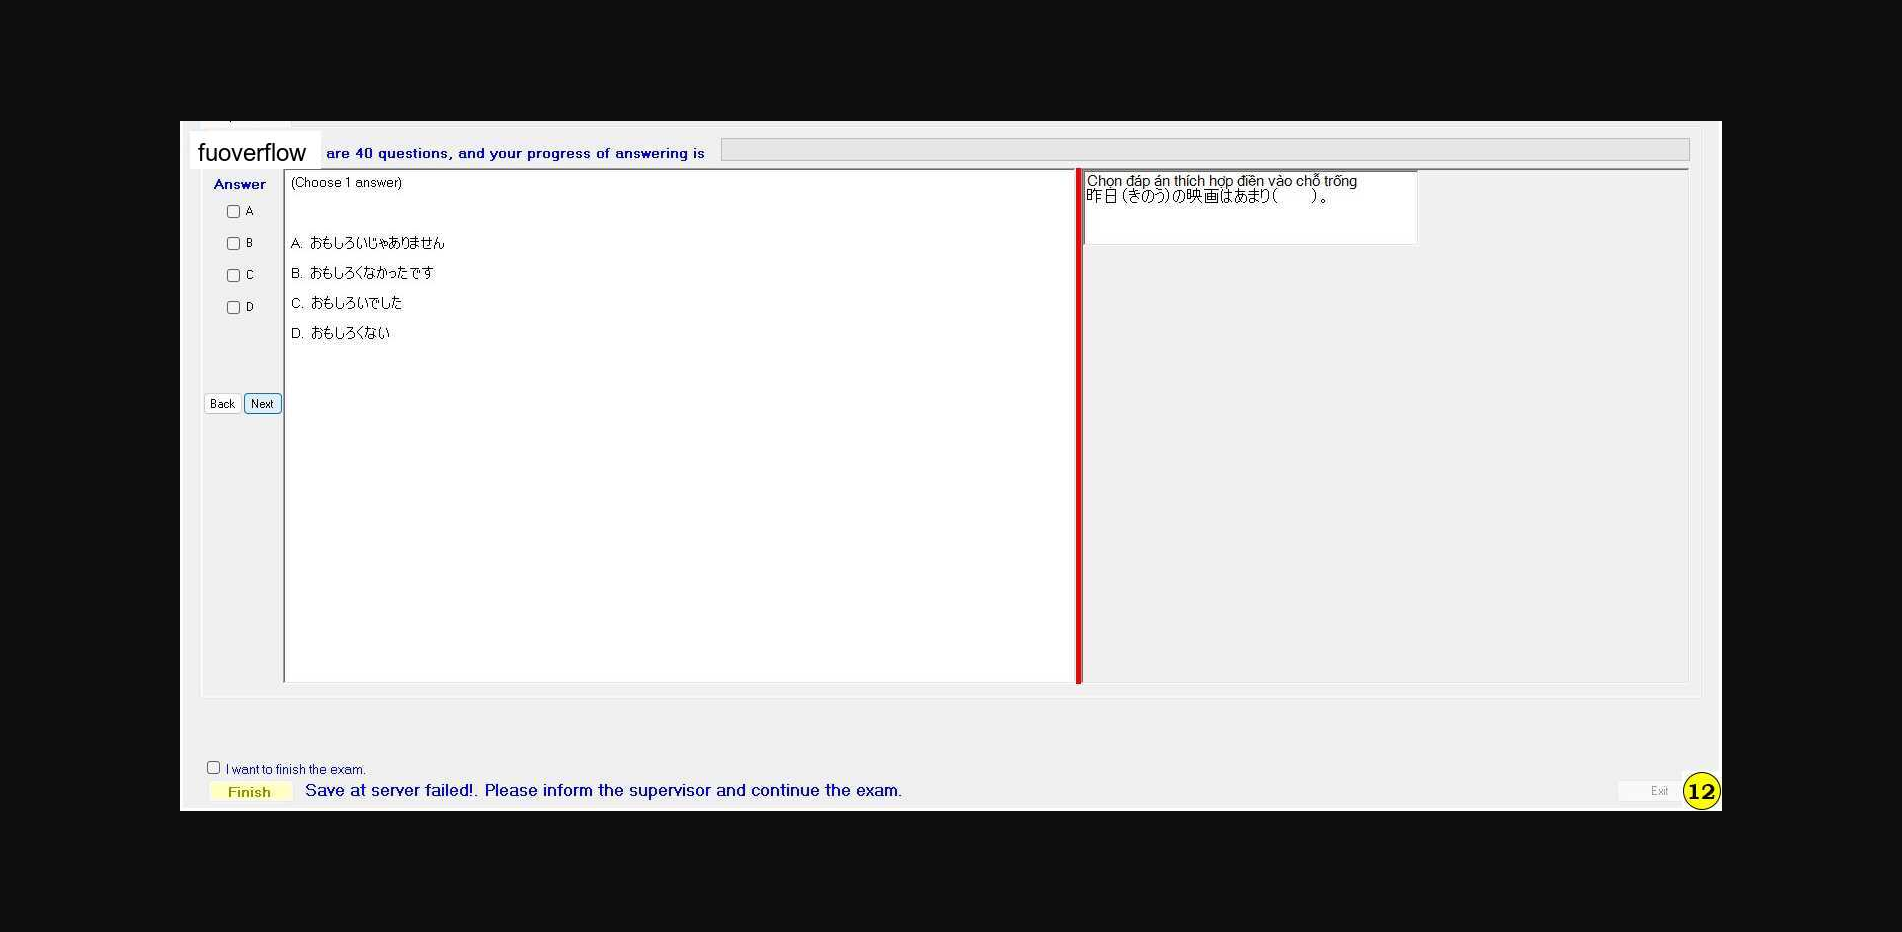 fuoverflow are 40 questions, and your progress of answering is
Answer
(Choose 1 answer)
A
B
C
D
A. おもしろいじゃありません
B. おもしろくなかったです
C. おもしろいでした
D. おもしろくない
Back Next
Chọn đáp án thích hợp điền vào chỗ trống
昨日(きのう)の映画はあまり(　　)。
I want to finish the exam.
Finish Save at server failed!. Please inform the supervisor and continue the exam.
Exit 12